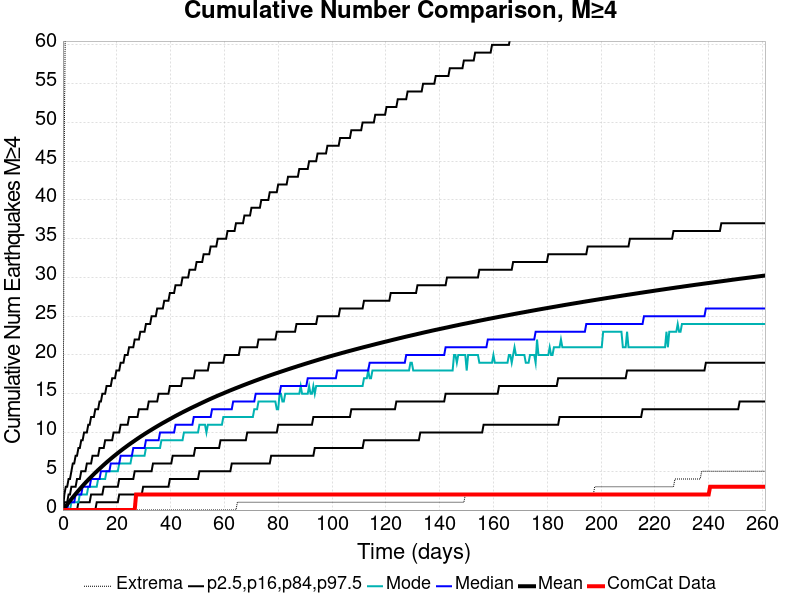 Cumulative Number Comparison, M≥4
Cumulative Num Earthquakes M≥4
60
55
50
45
40
35
30
25
20
15
10
5
0
0 20 40 60 80 100 120 140 160 180 200 220 240 260
Time (days)
Extrema p2.5,p16,p84,p97.5 Mode Median Mean ComCat Data